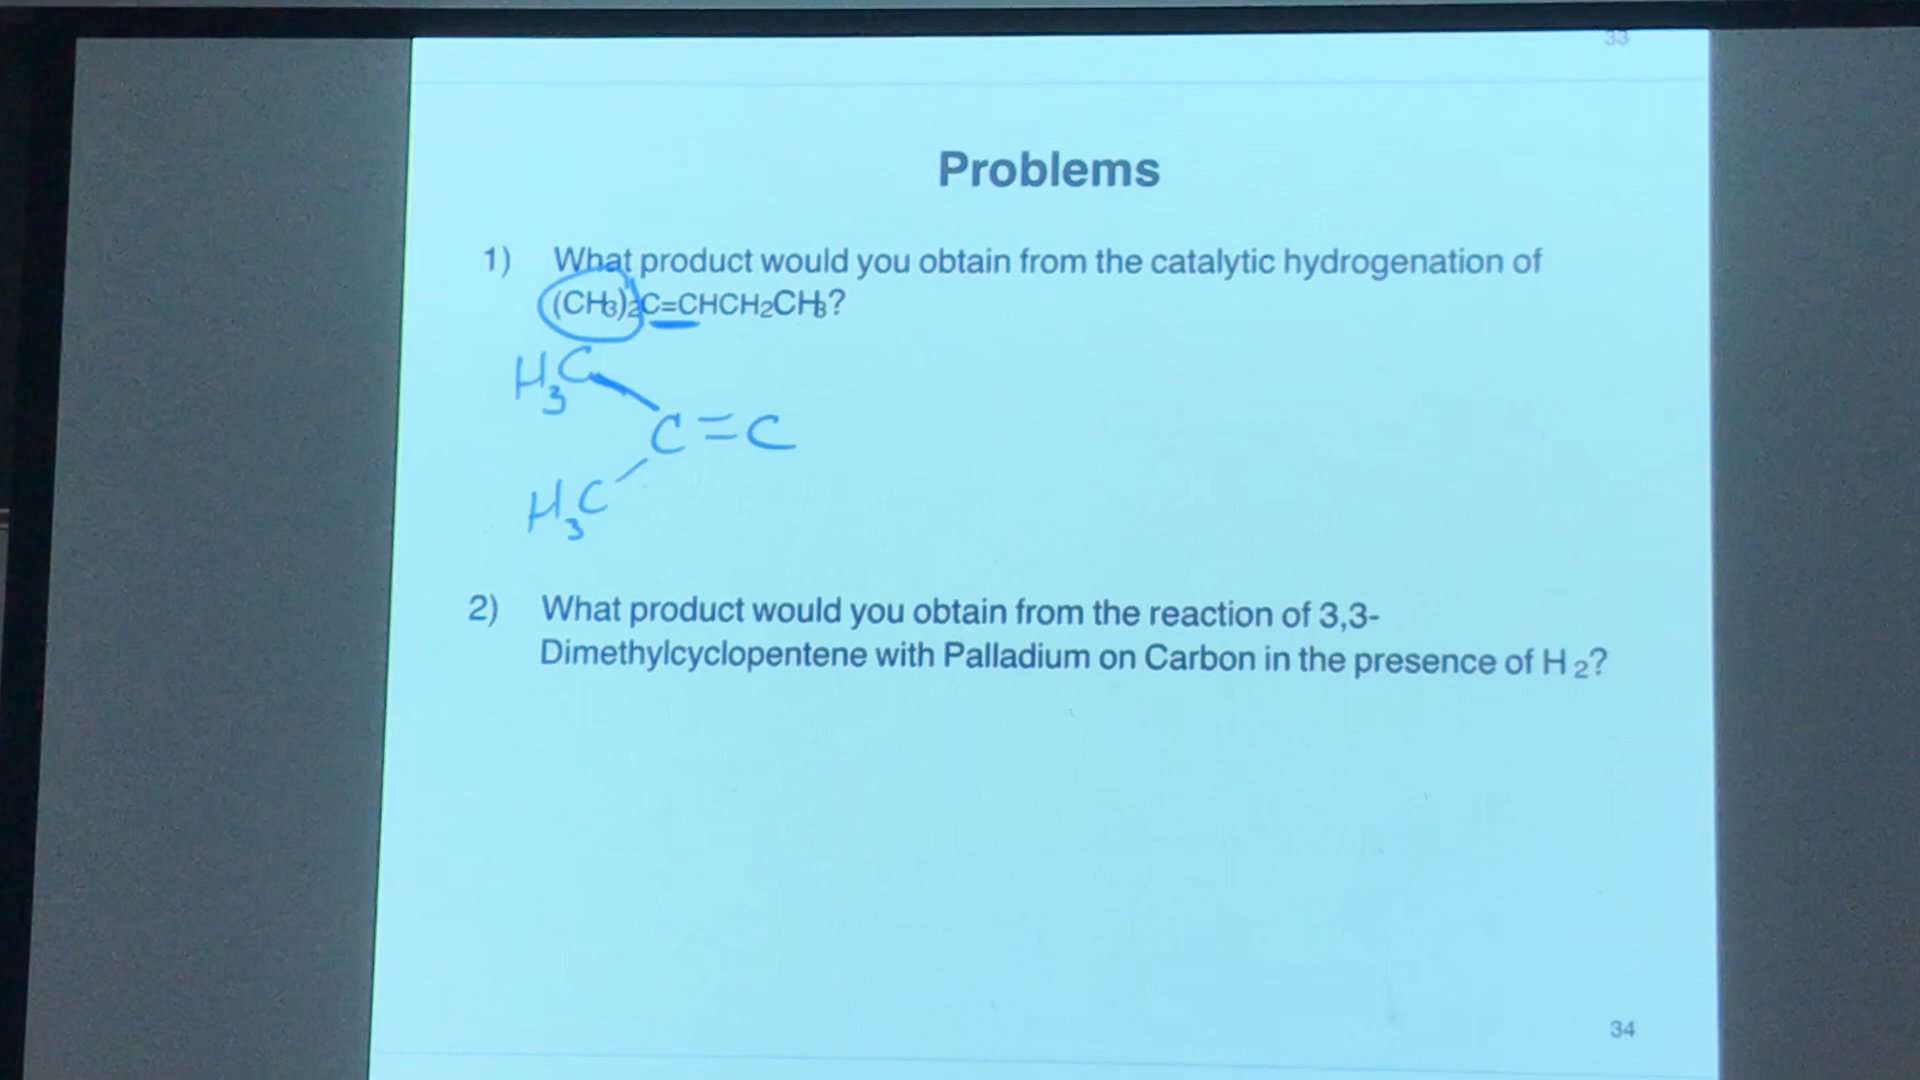 33
Problems
1) What product would you obtain from the catalytic hydrogenation of
(CH3)2C=CHCH2CH3?
H3C
C=C
H3C
2) What product would you obtain from the reaction of 3,3-
Dimethylcyclopentene with Palladium on Carbon in the presence of H 2?
34